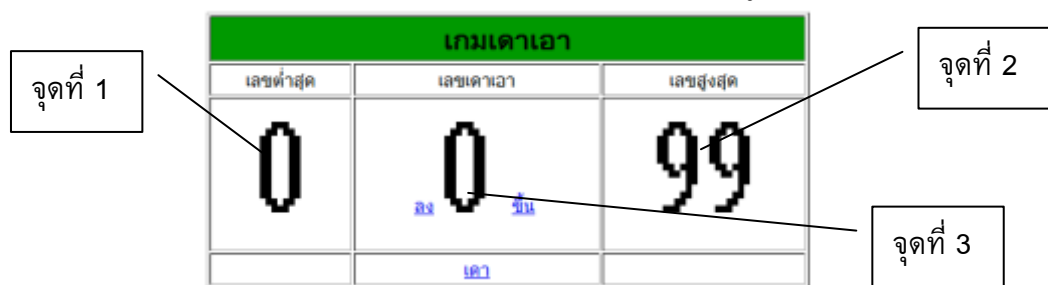 เกมเดาเอา
จุดที่ 1
จุดที่ 2
เลขต่ำสุด เลขเดาเอา เลขสูงสุด
0 0 99
ลง ขึ้น
จุดที่ 3
เดา